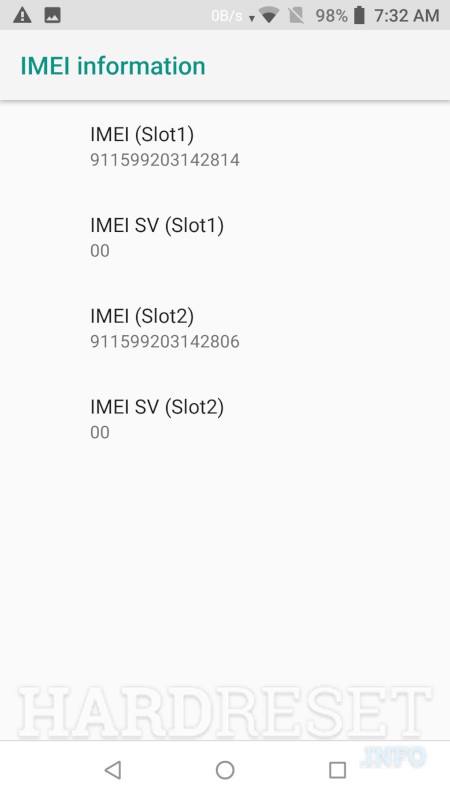 0B/s 98% 7:32 AM
IMEI information
IMEI (Slot1)
911599203142814
IMEI SV (Slot1)
00
IMEI (Slot2)
911599203142806
IMEI SV (Slot2)
00
HARDRESET
.INFO